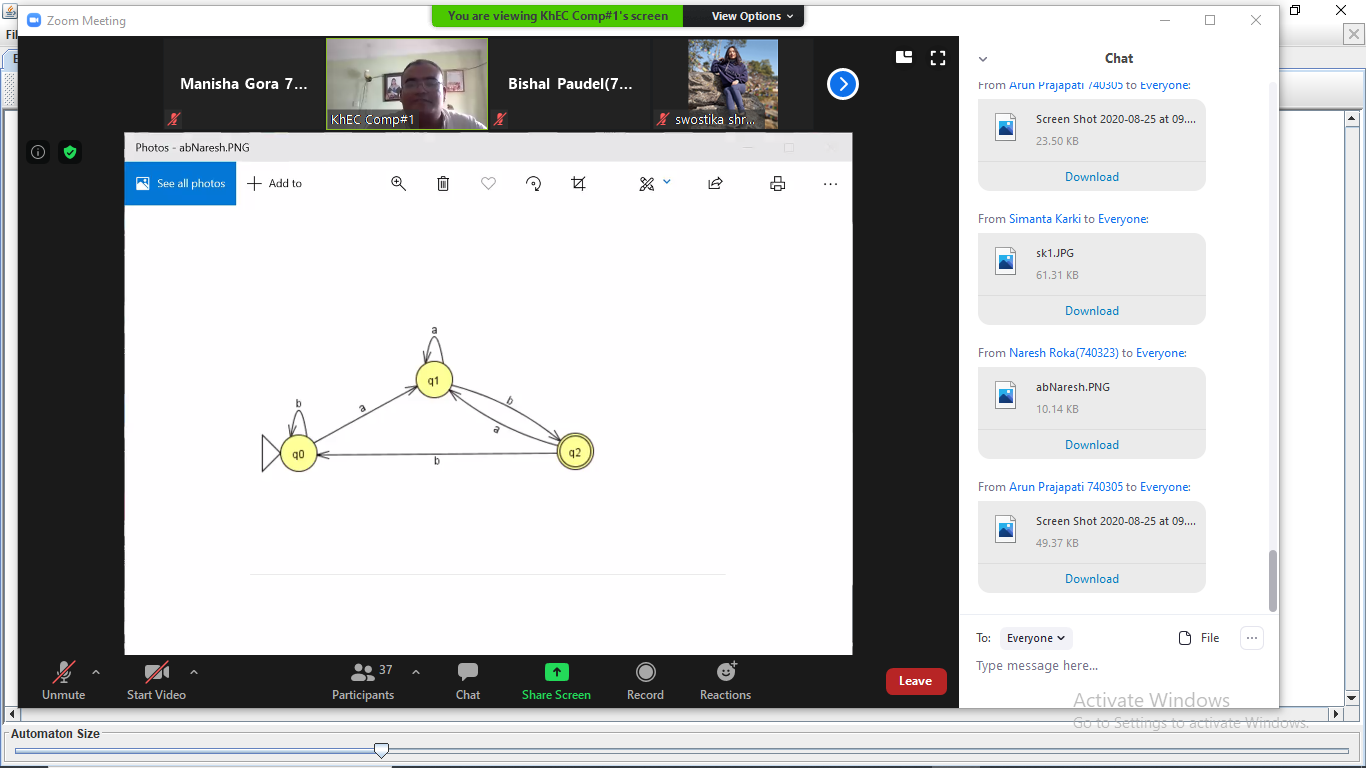 Zoom Meeting
You are viewing KhEC Comp#1's screen
View Options
Manisha Gora 7...
KhEC Comp#1
Bishal Paudel(7...
swostika shr...
Photos - abNaresh.PNG
See all photos
Add to
a
q1
b
a
b
a
q0
b
q2
Unmute
Start Video
37
Participants
Chat
Share Screen
Record
Reactions
Leave
Chat
From Arun Prajapati 740305 to Everyone:
Screen Shot 2020-08-25 at 09....
23.50 KB
Download
From Simanta Karki to Everyone:
sk1.JPG
61.31 KB
Download
From Naresh Roka(740323) to Everyone:
abNaresh.PNG
10.14 KB
Download
From Arun Prajapati 740305 to Everyone:
Screen Shot 2020-08-25 at 09....
49.37 KB
Download
To: Everyone
File
Type message here...
Activate Windows
Go to Settings to activate Windows.
Automaton Size